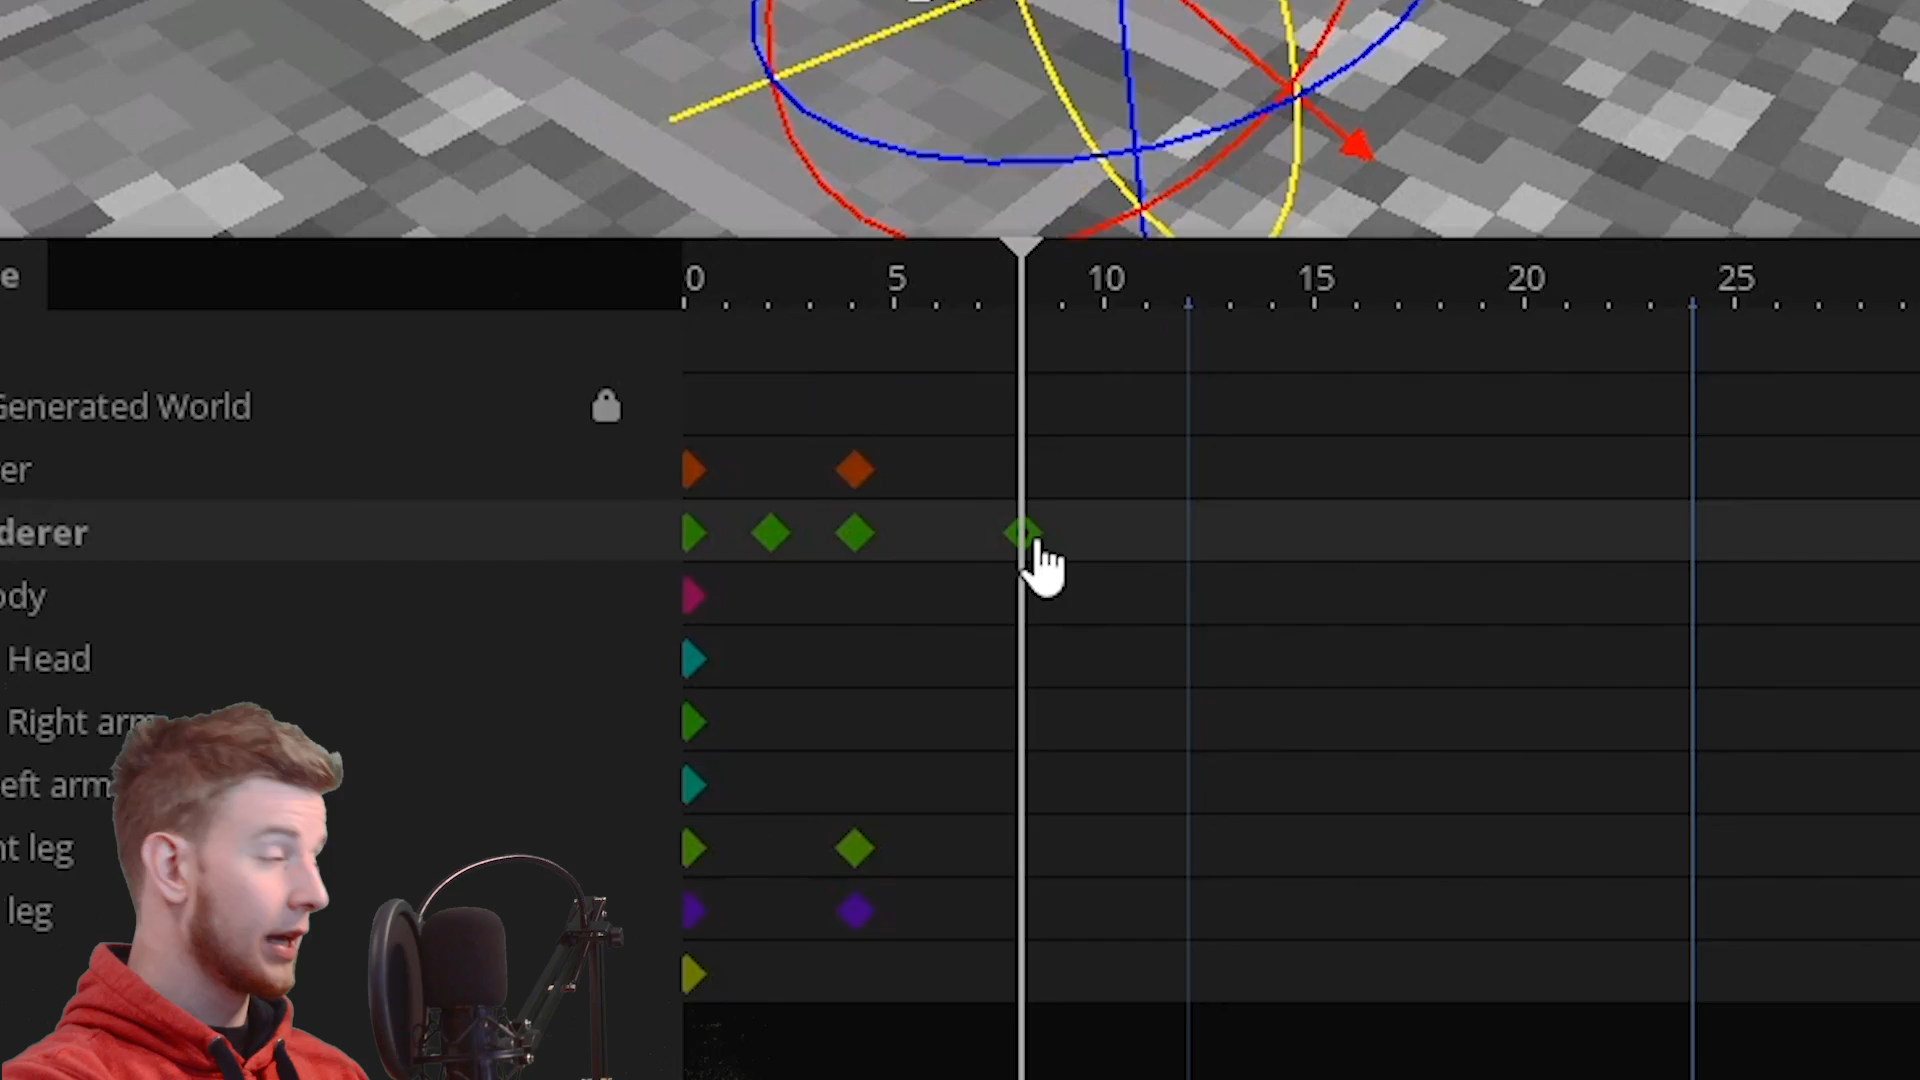 e
0 5 10 15 20 25
Generated World
er
derer
ody
Head
Right arm
eft arm
nt leg
leg